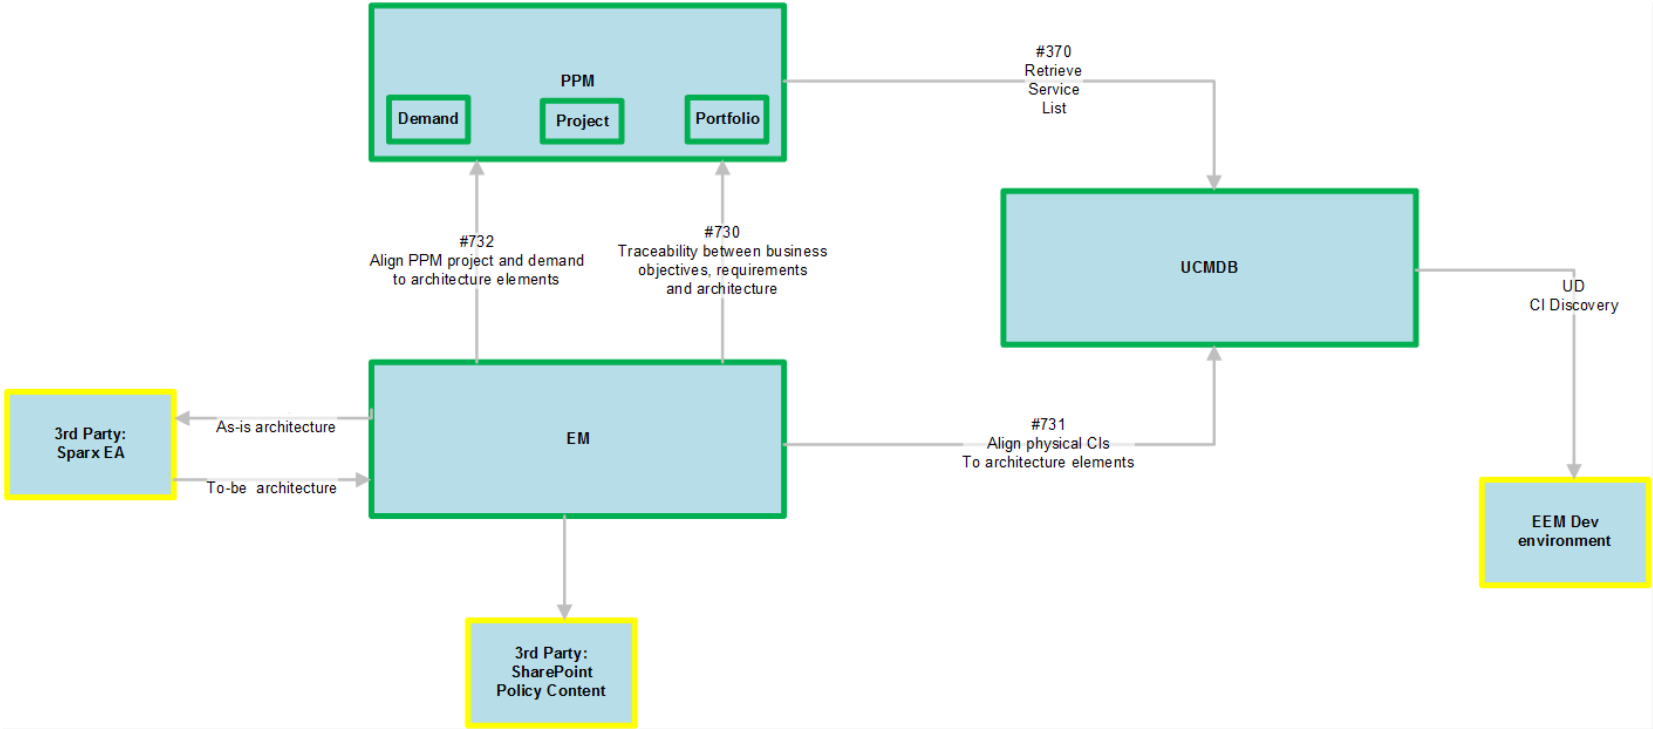 PPM
Demand
Project
Portfolio
#370
Retrieve
Service
List
#732
Align PPM project and demand
to architecture elements
#730
Traceability between business
objectives, requirements
and architecture
UCMDB
UD
CI Discovery
3rd Party:
Sparx EA
As-is architecture
To-be  architecture
EM
#731
Align physical CIs
To architecture elements
EEM Dev
environment
3rd Party:
SharePoint
Policy Content